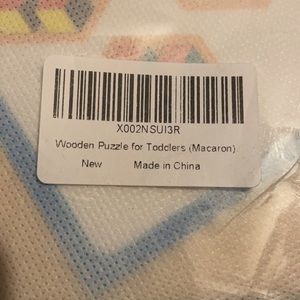 X002NSUI3R
Wooden Puzzle for Toddlers (Macaron)
New Made in China